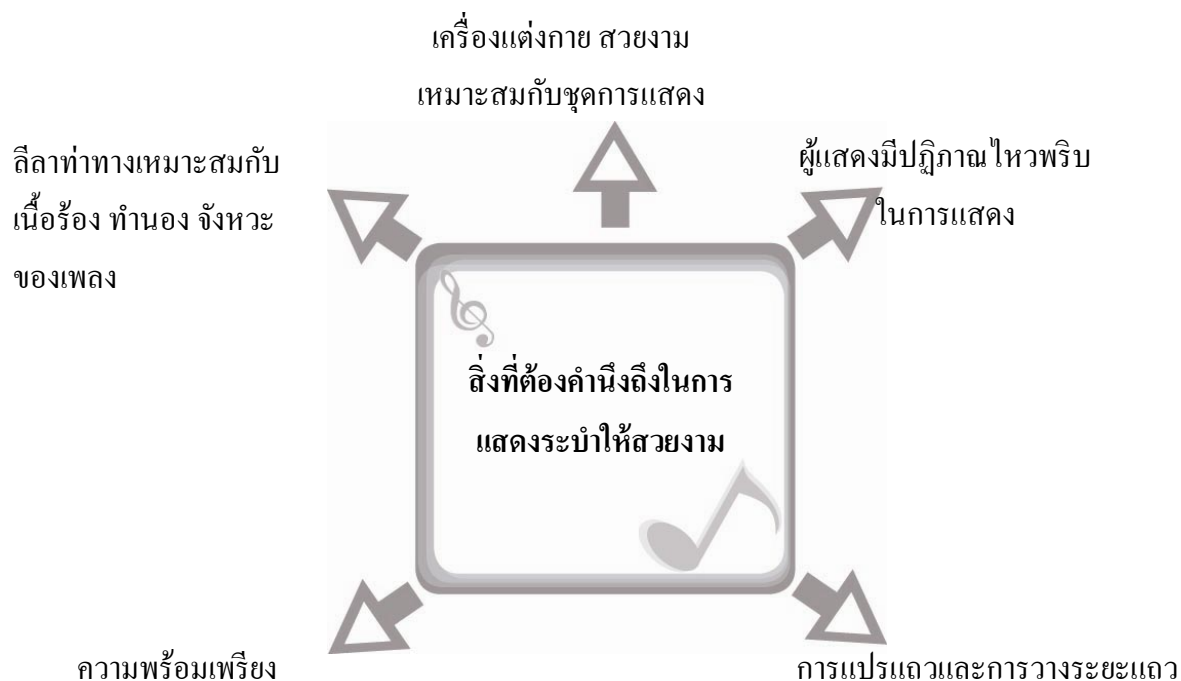 เครื่องแต่งกาย สวยงาม
เหมาะสมกับชุดการแสดง
ลีลาท่าทางเหมาะสมกับ
เนื้อร้อง ทำนอง จังหวะ
ของเพลง
ผู้แสดงมีปฏิภาณไหวพริบ
ในการแสดง
สิ่งที่ต้องคำนึงถึงในการ
แสดงระบำให้สวยงาม
ความพร้อมเพรียง
การแปรแถวและการวางระยะแถว